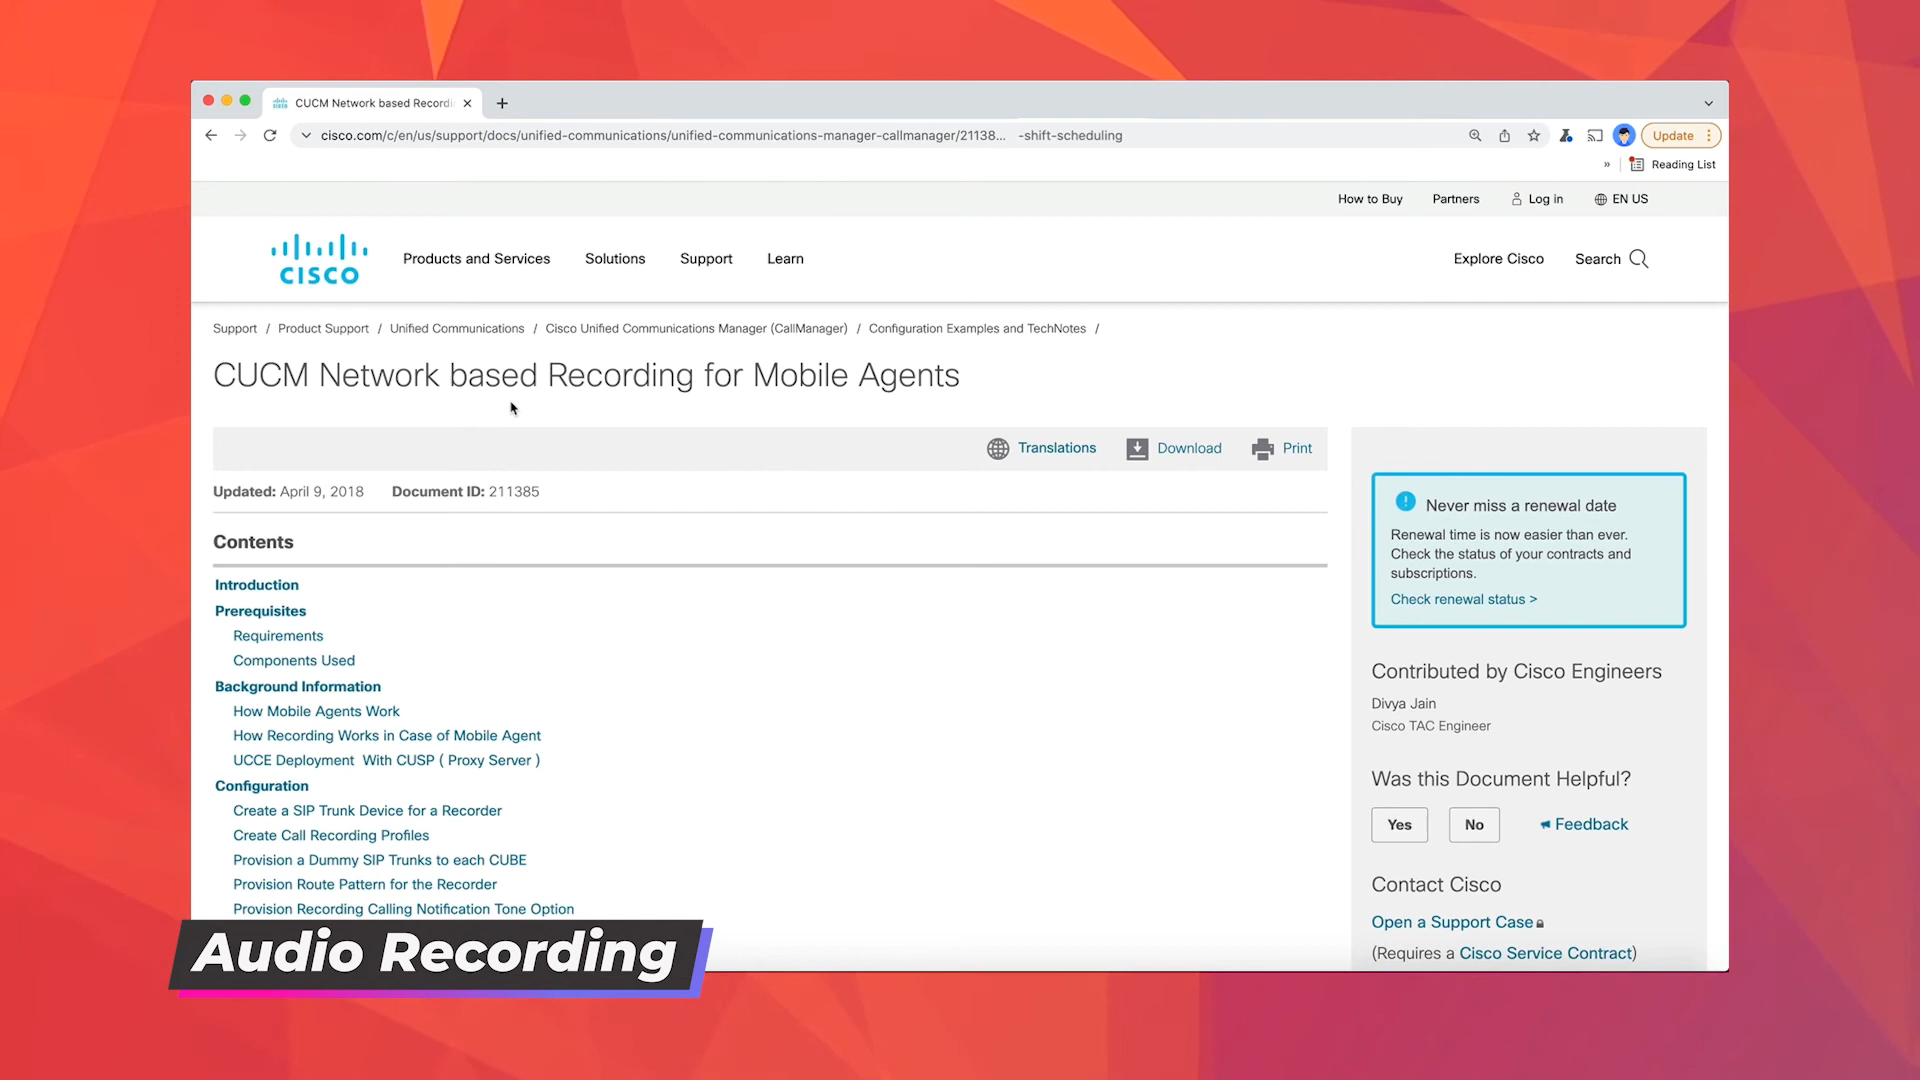 CUCM Network based Recordi
cisco.com/c/en/us/support/docs/unified-communications/unified-communications-manager-callmanager/21138... -shift-scheduling
Update
» Reading List
How to Buy Partners Log in EN US
CISCO
Products and Services Solutions Support Learn Explore Cisco Search
Support / Product Support / Unified Communications / Cisco Unified Communications Manager (CallManager) / Configuration Examples and TechNotes /
CUCM Network based Recording for Mobile Agents
Translations Download Print
Updated: April 9, 2018 Document ID: 211385
Contents
Introduction
Prerequisites
Requirements
Components Used
Background Information
How Mobile Agents Work
How Recording Works in Case of Mobile Agent
UCCE Deployment With CUSP ( Proxy Server )
Configuration
Create a SIP Trunk Device for a Recorder
Create Call Recording Profiles
Provision a Dummy SIP Trunks to each CUBE
Provision Route Pattern for the Recorder
Provision Recording Calling Notification Tone Option
Never miss a renewal date
Renewal time is now easier than ever.
Check the status of your contracts and
subscriptions.
Check renewal status >
Contributed by Cisco Engineers
Divya Jain
Cisco TAC Engineer
Was this Document Helpful?
Yes No Feedback
Contact Cisco
Open a Support Case
(Requires a Cisco Service Contract)
Audio Recording